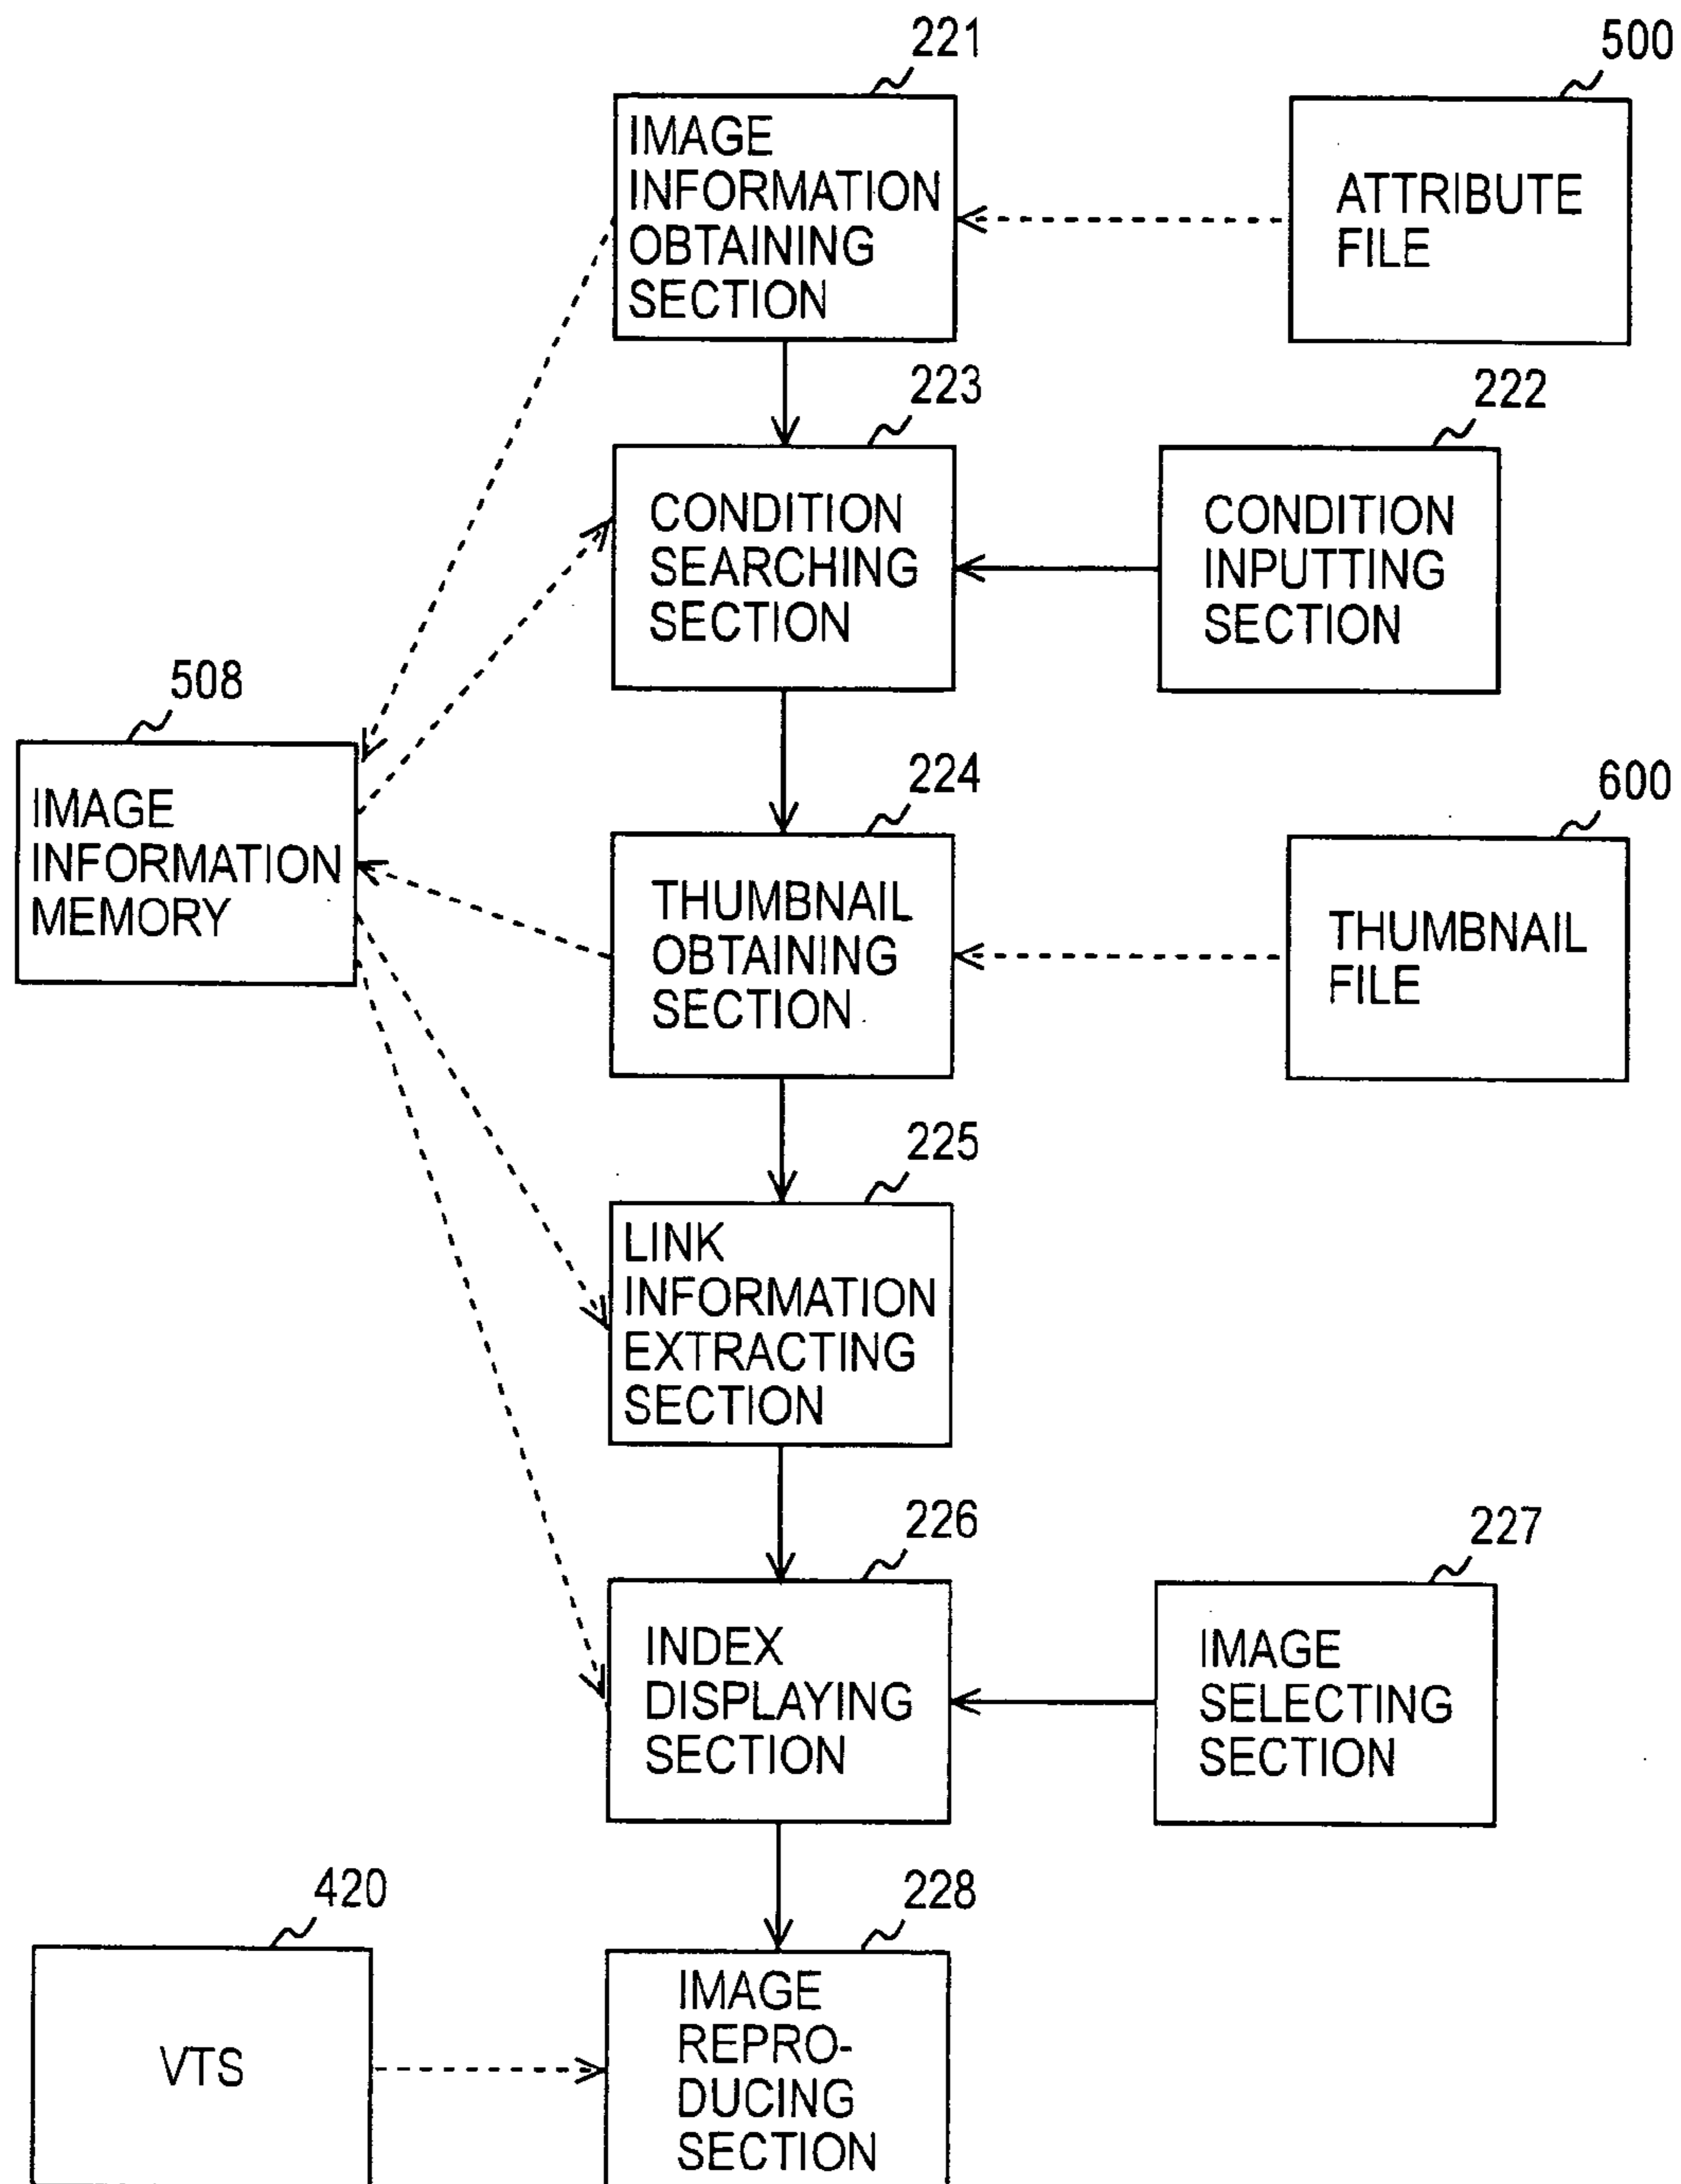 221
500
IMAGE
INFORMATION
OBTAINING
SECTION
ATTRIBUTE
FILE
223
222
CONDITION
SEARCHING
SECTION
CONDITION
INPUTTING
SECTION
508
IMAGE
INFORMATION
MEMORY
224
600
THUMBNAIL
OBTAINING
SECTION
THUMBNAIL
FILE
225
LINK
INFORMATION
EXTRACTING
SECTION
226
227
INDEX
DISPLAYING
SECTION
IMAGE
SELECTING
SECTION
420
228
VTS
IMAGE
REPRO-
DUCING
SECTION